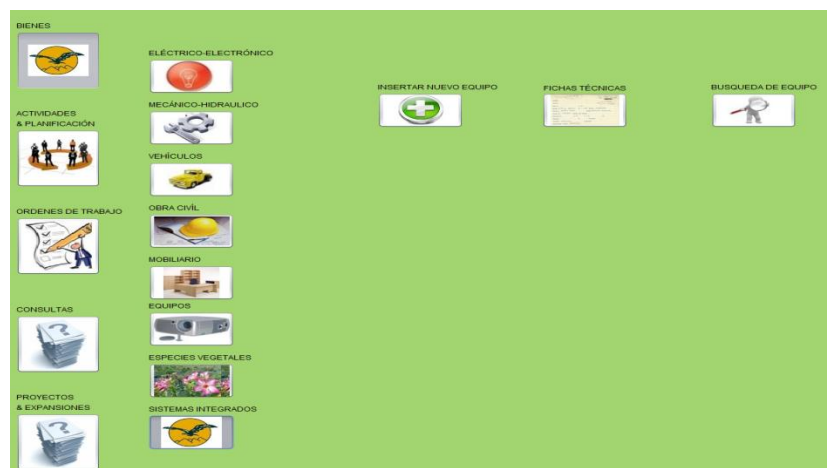 BIENES
ACTIVIDADES
& PLANIFICACIÓN
ORDENES DE TRABAJO
CONSULTAS
PROYECTOS
& EXPANSIONES
ELÉCTRICO-ELECTRÓNICO
MECÁNICO-HIDRAULICO
VEHÍCULOS
OBRA CIVÍL
MOBILIARIO
EQUIPOS
ESPECIES VEGETALES
SISTEMAS INTEGRADOS
INSERTAR NUEVO EQUIPO
FICHAS TÉCNICAS
BUSQUEDA DE EQUIPO